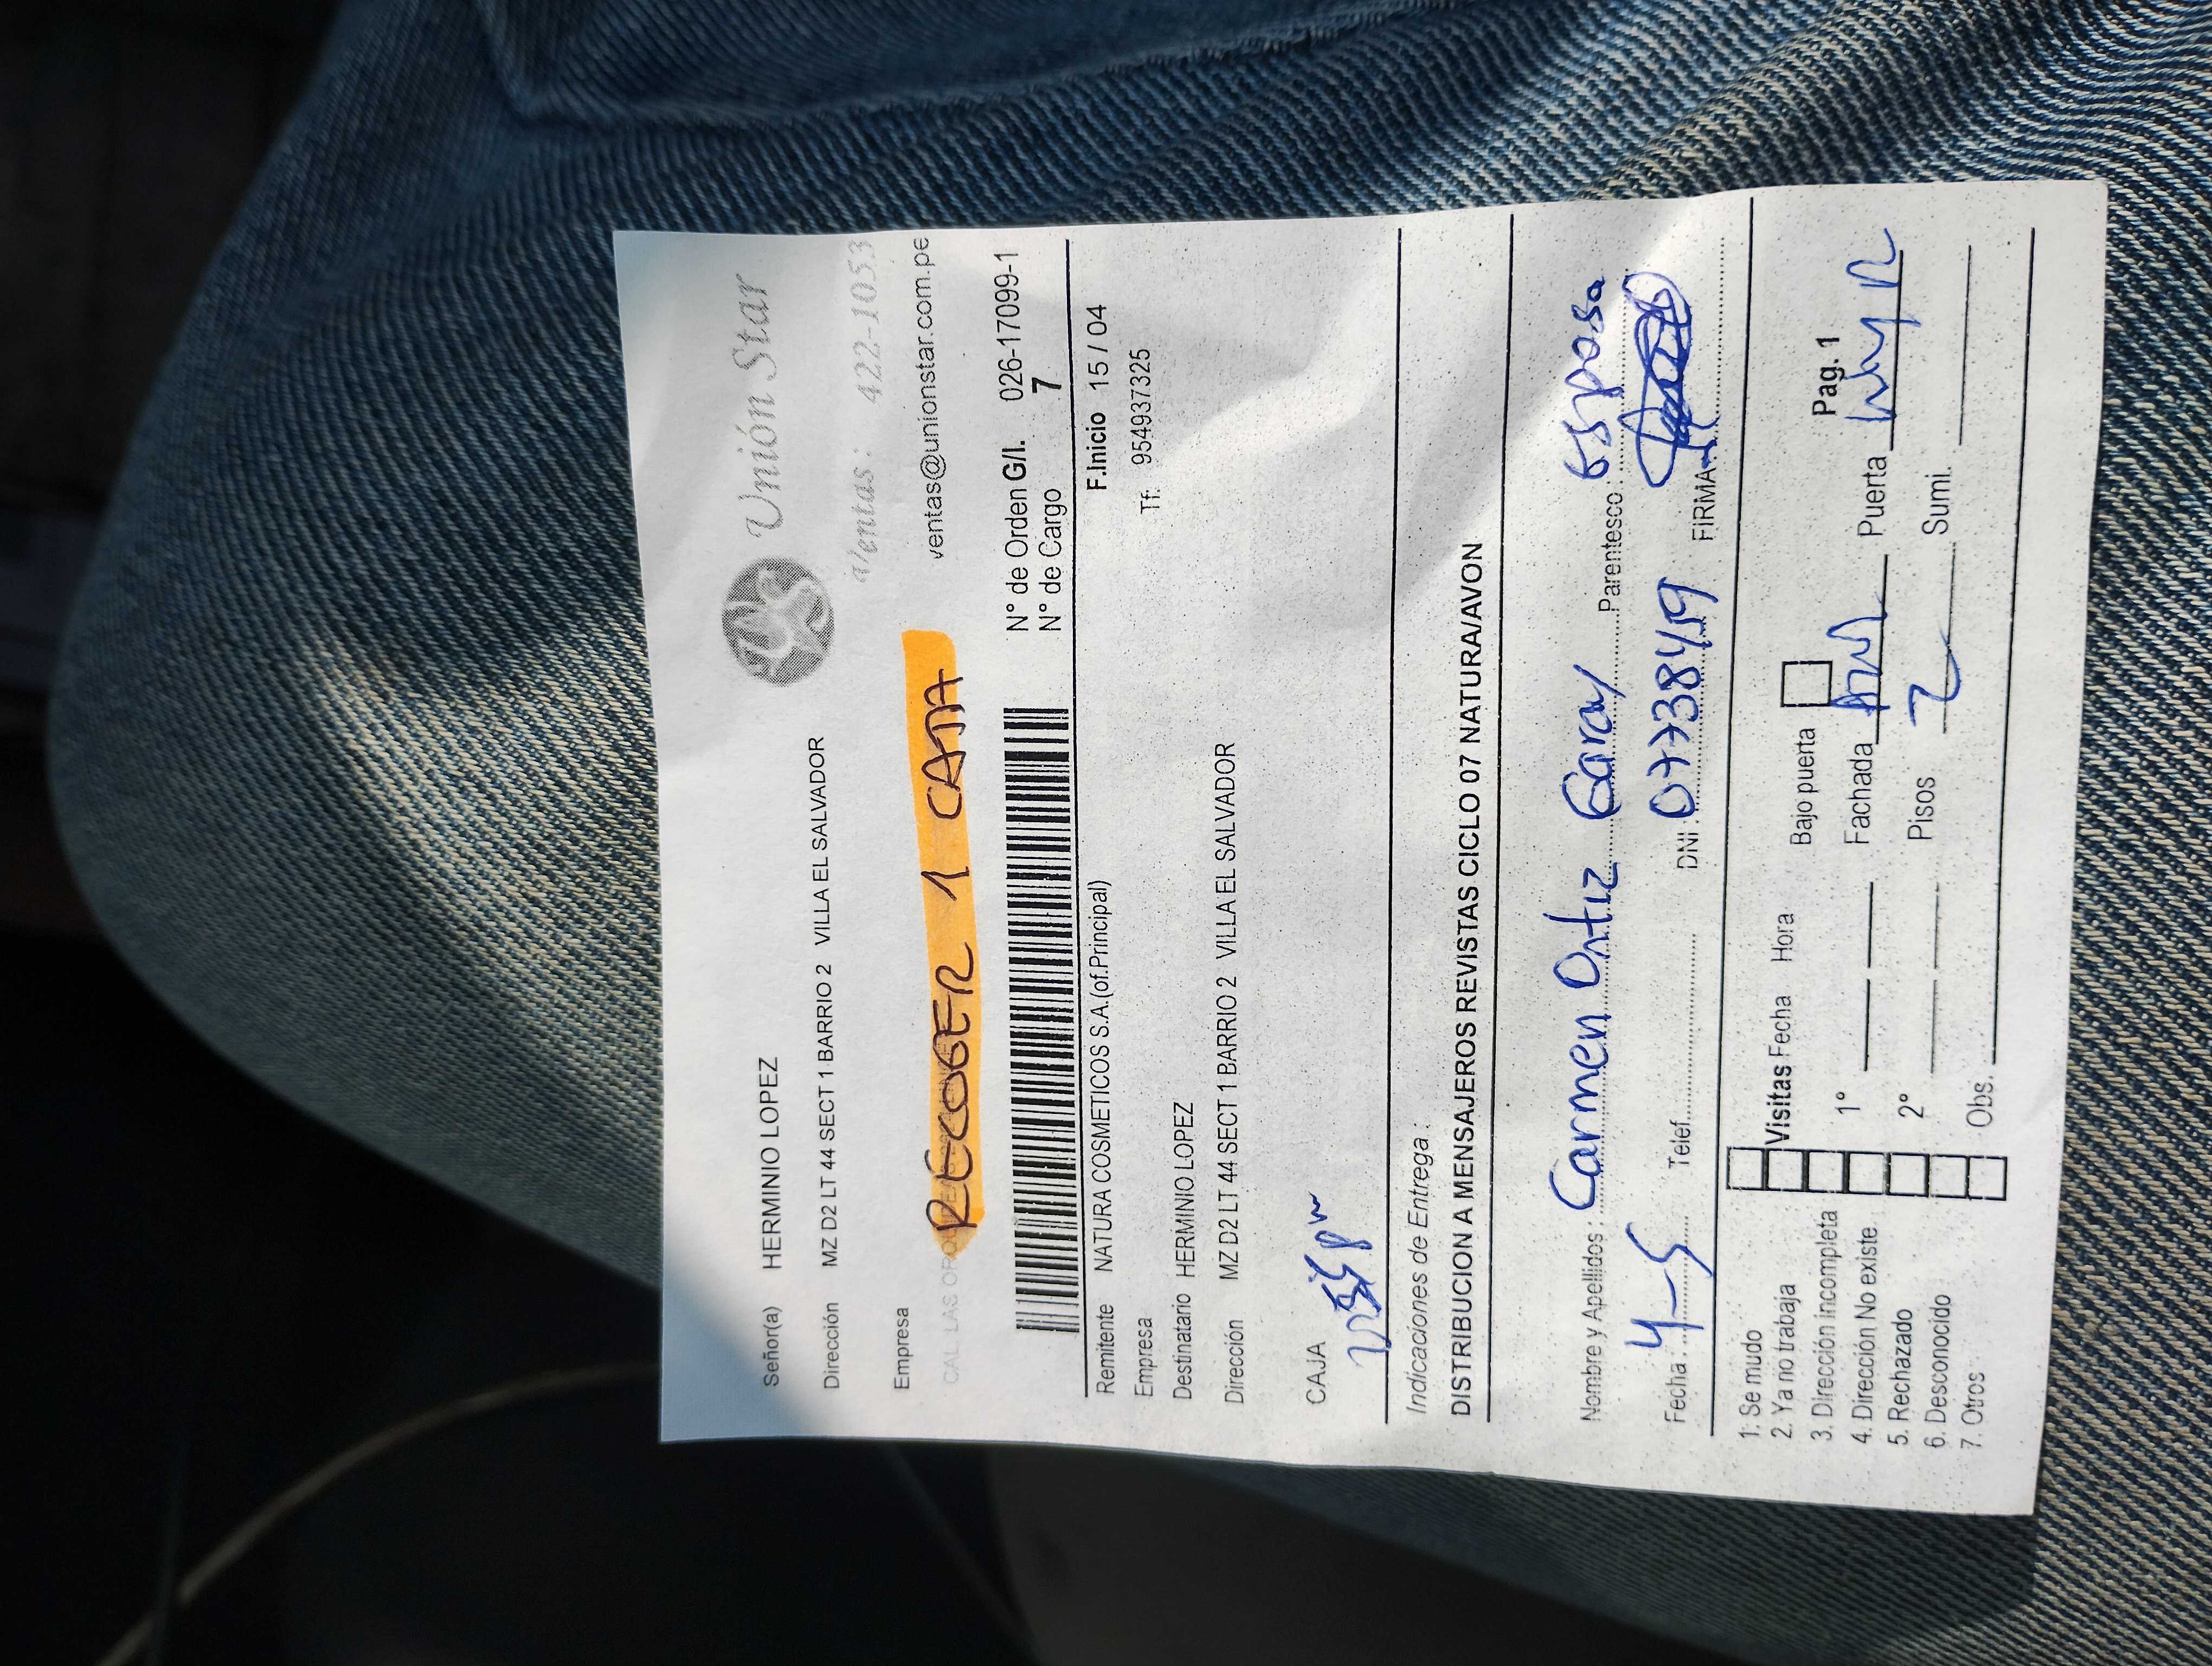 Unión Star
Ventas: 422-1053
ventas@unionstar.com.pe
Señor(a) HERMINIO LOPEZ
Dirección MZ D2 LT 44 SECT 1 BARRIO 2 VILLA EL SALVADOR
Empresa
CAL LAS
RECOGER 1 CAJA
N° de Orden G/I. 026-17099-1
N° de Cargo 7
Remitente NATURA COSMETICOS S.A.(of.Principal) F.Inicio 15 / 04
Empresa Tf. 954937325
Destinatario HERMINIO LOPEZ
Dirección MZ D2 LT 44 SECT 1 BARRIO 2 VILLA EL SALVADOR
CAJA
Indicaciones de Entrega :
DISTRIBUCION A MENSAJEROS REVISTAS CICLO 07 NATURA/AVON
Nombre y Apellidos : Carmen Ortiz Garay Parentesco : Esposa
Fecha : 4-5 Telef. DNI : 07738419 FIRMA
1. Se mudo
2. Ya no trabaja
3. Dirección incompleta
4. Dirección No existe
5. Rechazado
6. Desconocido
7. Otros
Visitas Fecha Hora
1°
2°
Obs.
Bajo puerta
Pag. 1
Fachada Puerta
Pisos 2 Sumi.